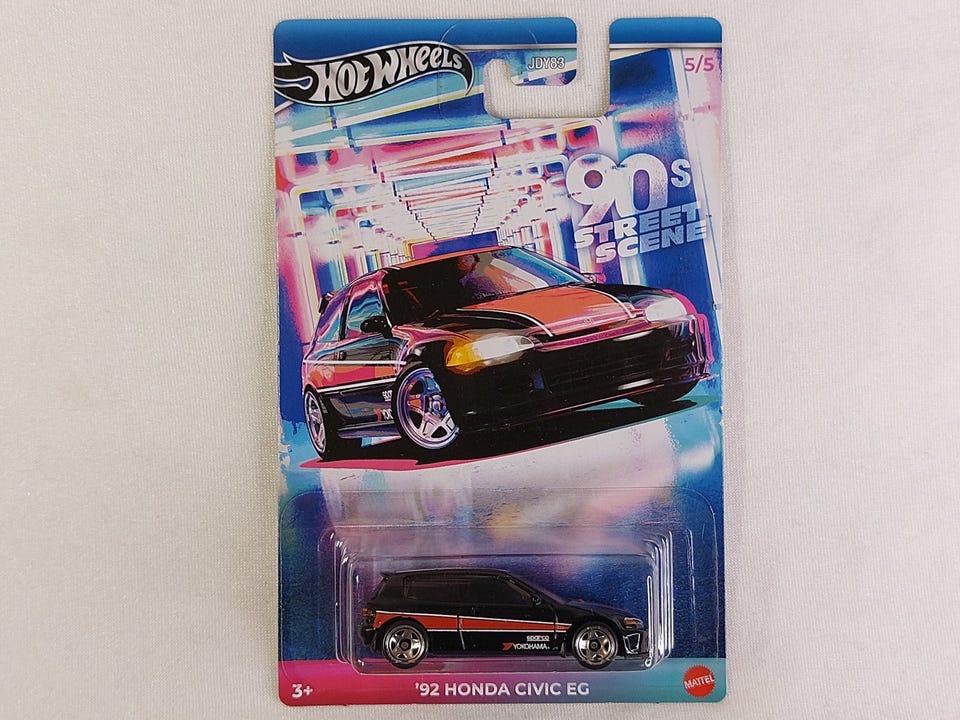 HOT WHEELS
JDY83
5/5
90s
STREET
SCENE
sparco
YOKOHAMA
3+
'92 HONDA CIVIC EG
MATTEL